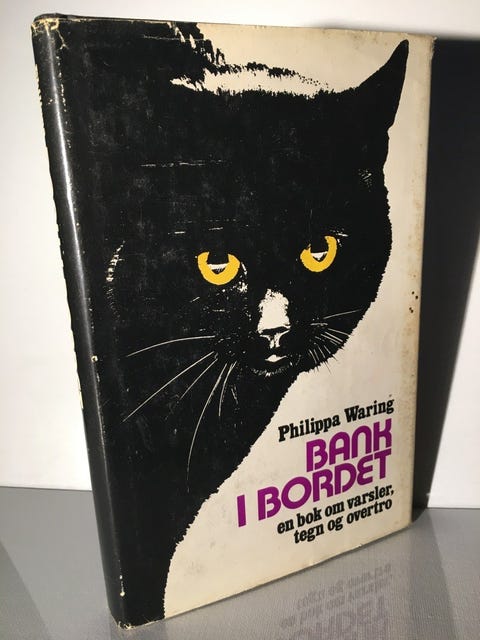 Philippa Waring
BANK
I BORDET
en bok om varsler,
tegn og overtro